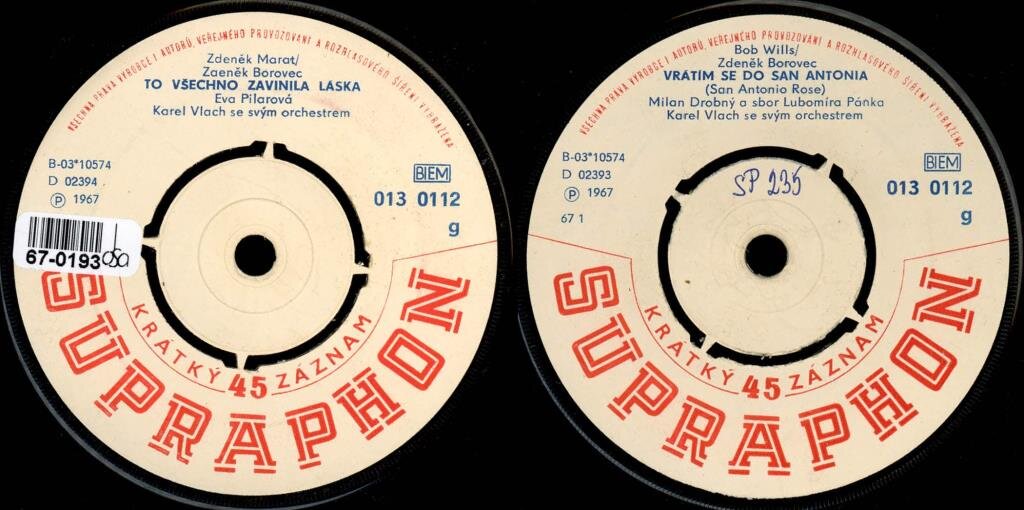 VŠECHNA PRÁVA VÝROBCE I AUTORŮ, VEŘEJNÉHO PROVOZOVÁNÍ A ROZHLASOVÉHO ŠÍŘENÍ VYHRAŽENA
Zdeněk Marat/
Zaeněk Borovec
TO VŠECHNO ZAVINILA LÁSKA
Eva Pilarová
Karel Vlach se svým orchestrem
B-03*10574
D 02394
Ⓟ 1967
BIEM
013 0112
g
67-0193
KRÁTKÝ 45 ZÁZNAM
SUPRAPHON
VŠECHNA PRÁVA VÝROBCE I AUTORŮ, VEŘEJNÉHO PROVOZOVÁNÍ A ROZHLASOVÉHO ŠÍŘENÍ VYHRAŽENA
Bob Wills/
Zdeněk Borovec
VRÁTÍM SE DO SAN ANTONIA
(San Antonio Rose)
Milan Drobný a sbor Lubomíra Pánka
Karel Vlach se svým orchestrem
B-03*10574
D 02393
Ⓟ 1967
67 1
SP 235
BIEM
013 0112
g
KRÁTKÝ 45 ZÁZNAM
SUPRAPHON